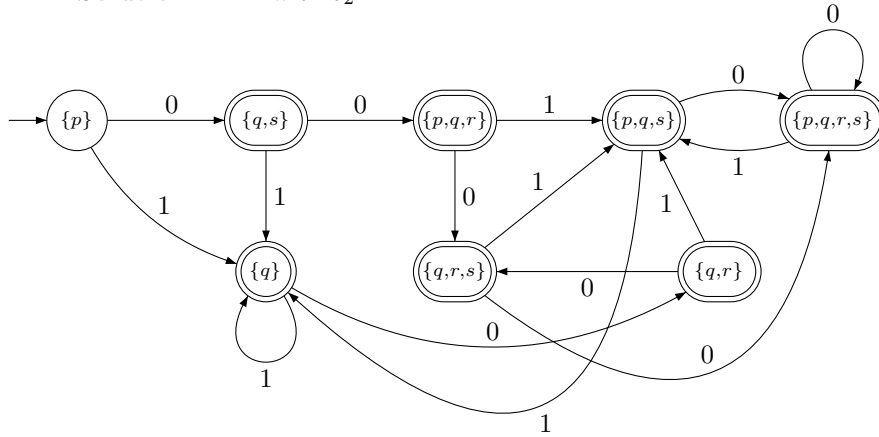 0
{p} 0 {q,s} 0 {p,q,r} 1 {p,q,s} 0 {p,q,r,s}
1
1 1 0 1 1
{q} {q,r,s} 0 {q,r}
0
0
1
1